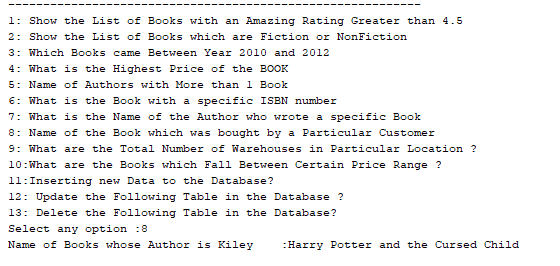 --------------------------------------------------------------
1: Show the List of Books with an Amazing Rating Greater than 4.5
2: Show the List of Books which are Fiction or NonFiction
3: Which Books came Between Year 2010 and 2012
4: What is the Highest Price of the BOOK
5: Name of Authors with More than 1 Book
6: What is the Book with a specific ISBN number
7: What is the Name of the Author who wrote a specific Book
8: Name of the Book which was bought by a Particular Customer
9: What are the Total Number of Warehouses in Particular Location ?
10:What are the Books which Fall Between Certain Price Range ?
11:Inserting new Data to the Database?
12: Update the Following Table in the Database ?
13: Delete the Following Table in the Database?
Select any option :8
Name of Books whose Author is Kiley    :Harry Potter and the Cursed Child